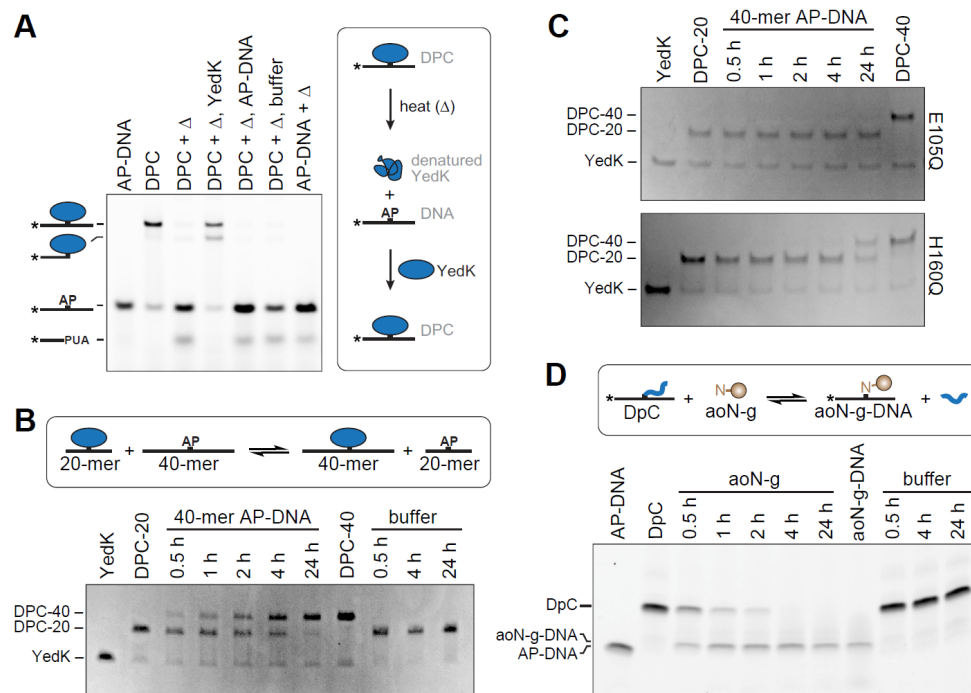 A
AP-DNA
DPC
DPC + Δ
DPC + Δ, YedK
DPC + Δ, AP-DNA
DPC + Δ, buffer
AP-DNA + Δ
*
*
* AP
* PUA
* DPC
heat (Δ)
denatured
YedK
+
AP
* DNA
YedK
* DPC
B
AP AP
20-mer + 40-mer 40-mer + 20-mer
40-mer AP-DNA buffer
YedK DPC-20 0.5 h 1 h 2 h 4 h 24 h DPC-40 0.5 h 4 h 24 h
DPC-40
DPC-20
YedK
C
40-mer AP-DNA
YedK DPC-20 0.5 h 1 h 2 h 4 h 24 h DPC-40
DPC-40
DPC-20
YedK
E105Q
DPC-40
DPC-20
YedK
H160Q
D
* N * N
DpC + aoN-g aoN-g-DNA +
aoN-g buffer
AP-DNA DpC 0.5 h 1 h 2 h 4 h 24 h aoN-g-DNA 0.5 h 4 h 24 h
DpC
aoN-g-DNA
AP-DNA